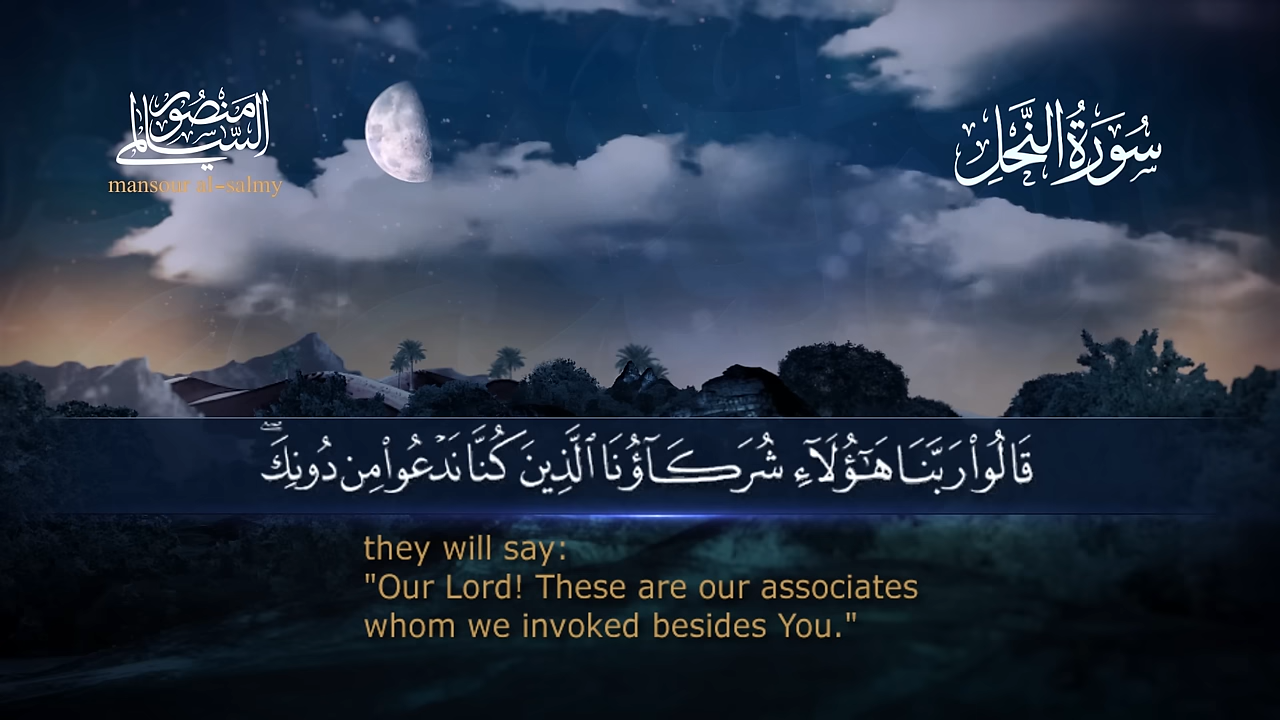 منصور السالمي
mansour al-salmy
سُورَةُ النَّحْلِ
قَالُواْ رَبَّنَا هَٰٓؤُلَآءِ شُرَكَآؤُنَا ٱلَّذِينَ كُنَّا نَدْعُواْ مِن دُونِكَۖ
they will say:
"Our Lord! These are our associates
whom we invoked besides You."